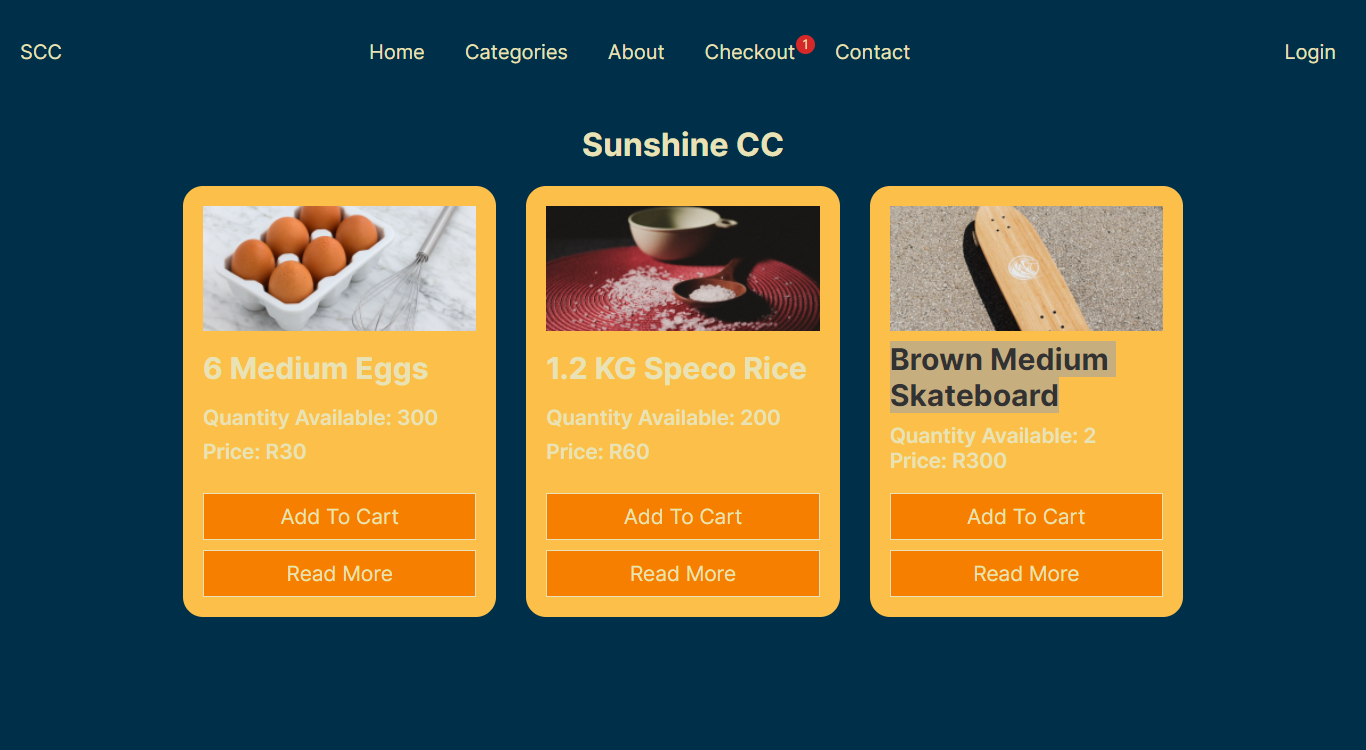 SCC Home Categories About Checkout 1 Contact Login
Sunshine CC
6 Medium Eggs
Quantity Available: 300
Price: R30
Add To Cart
Read More
1.2 KG Speco Rice
Quantity Available: 200
Price: R60
Add To Cart
Read More
Brown Medium
Skateboard
Quantity Available: 2
Price: R300
Add To Cart
Read More